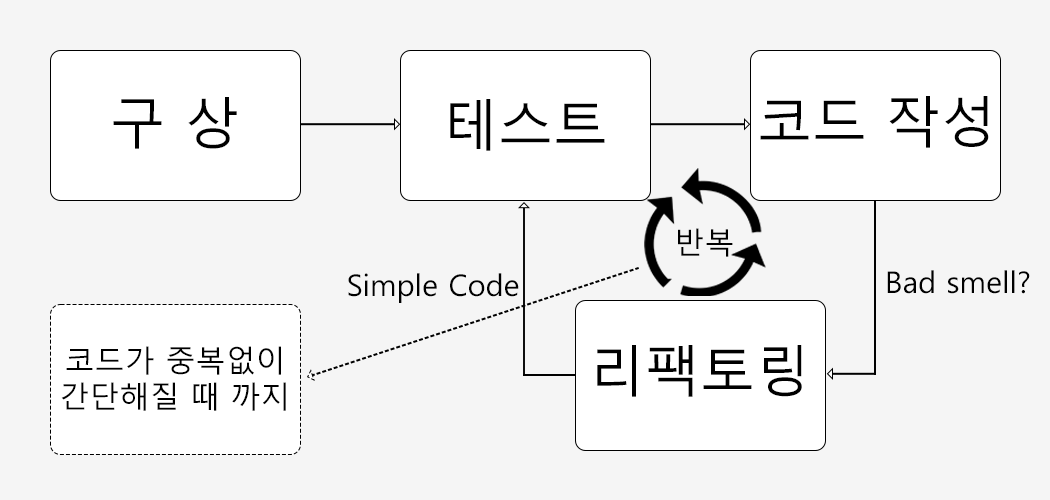 구 상
테스트
코드 작성
반복
Simple Code
Bad smell?
코드가 중복없이
간단해질 때 까지
리팩토링